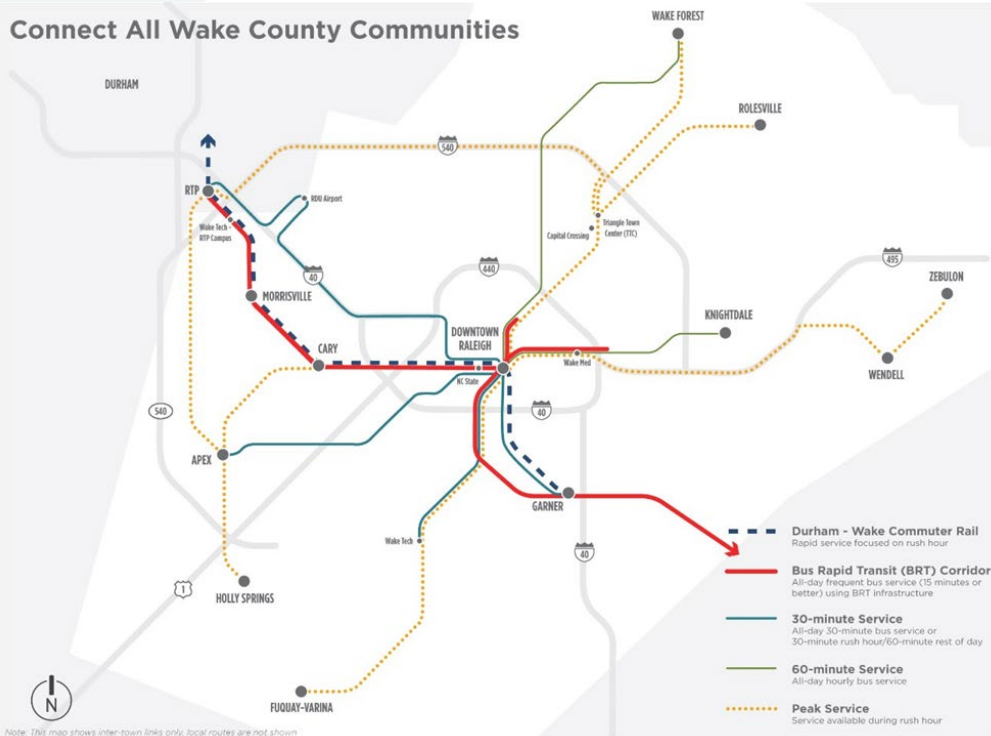 Connect All Wake County Communities
WAKE FOREST
DURHAM
ROLESVILLE
540
RTP
RDU Airport
Wake Tech -
RTP Campus
Capital Crossing
Triangle Town
Center (TTC)
40
440
495
ZEBULON
MORRISVILLE
KNIGHTDALE
DOWNTOWN
RALEIGH
CARY
Wake Med
NC State
WENDELL
540
40
APEX
GARNER
Wake Tech
40
1
HOLLY SPRINGS
FUQUAY-VARINA
N
Durham - Wake Commuter Rail
Rapid service focused on rush hour
Bus Rapid Transit (BRT) Corridor
All-day frequent bus service (15 minutes or
better) using BRT infrastructure
30-minute Service
All-day 30-minute bus service or
30-minute rush hour/60-minute rest of day
60-minute Service
All-day hourly bus service
Peak Service
Service available during rush hour
Note: This map shows inter-town links only, local routes are not shown